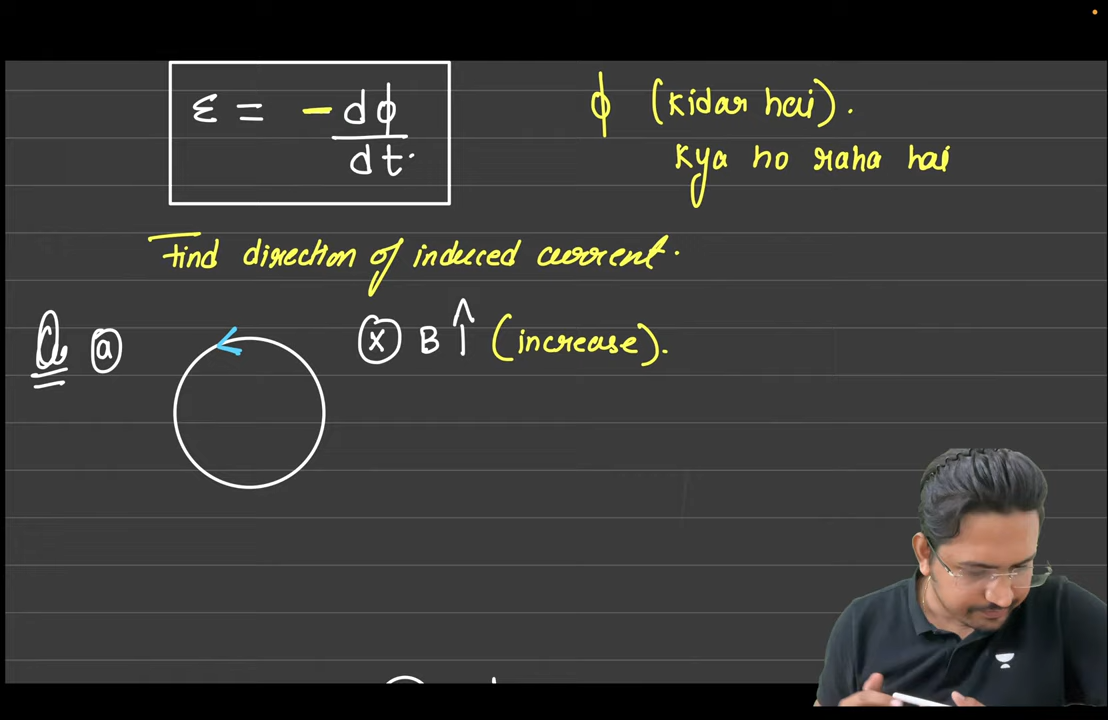 ε = - dφ/dt
φ (kidar hai).
kya ho raha hai
Find direction of induced current.
Q (a)
(x) B ↑ (increase).